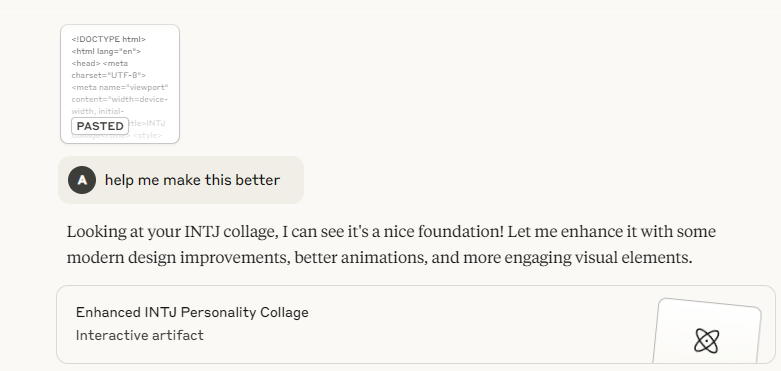 <!DOCTYPE html>
<html lang="en">
<head> <meta
charset="UTF-8">
<meta name="viewport"
content="width=device-
width, initial-
title>INTJ
PASTED
<style>
A
help me make this better
Looking at your INTJ collage, I can see it's a nice foundation! Let me enhance it with some
modern design improvements, better animations, and more engaging visual elements.
Enhanced INTJ Personality Collage
Interactive artifact